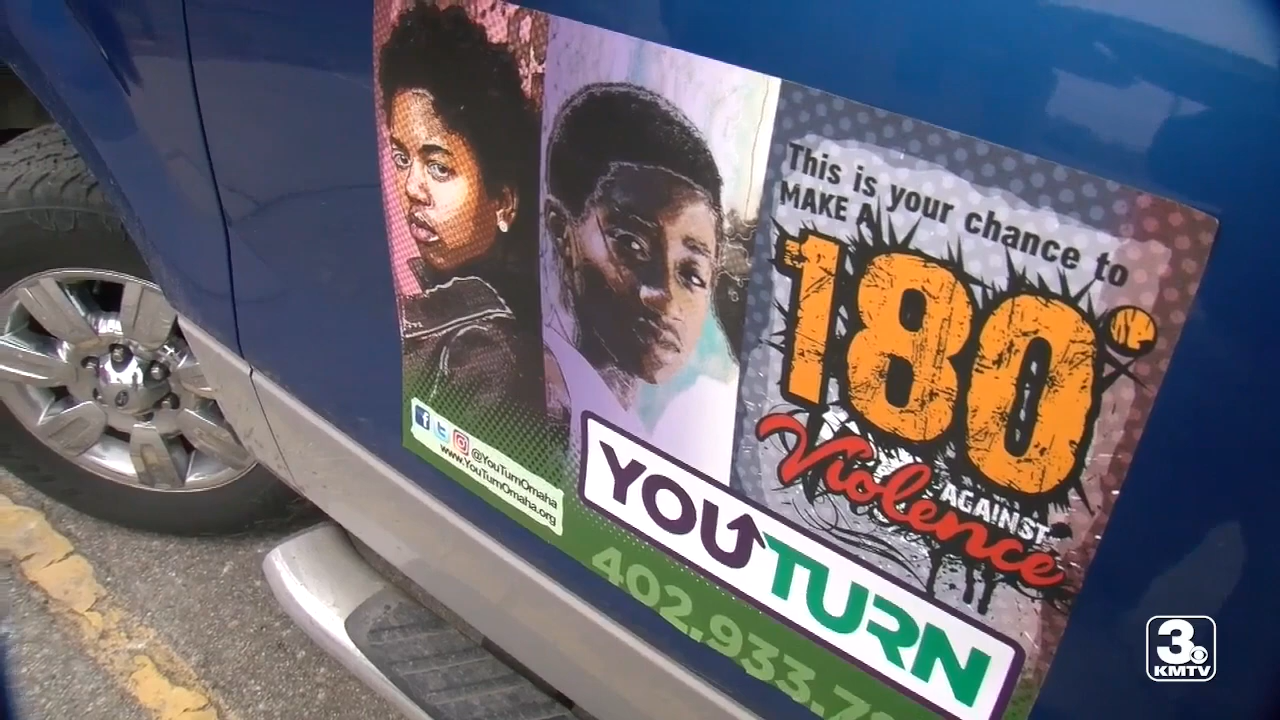 This is your chance to
MAKE A
180°
Violence
AGAINST
@YouTurnOmaha
www.YouTurnOmaha.org
YOUTURN
402.933.7
3
KMTV